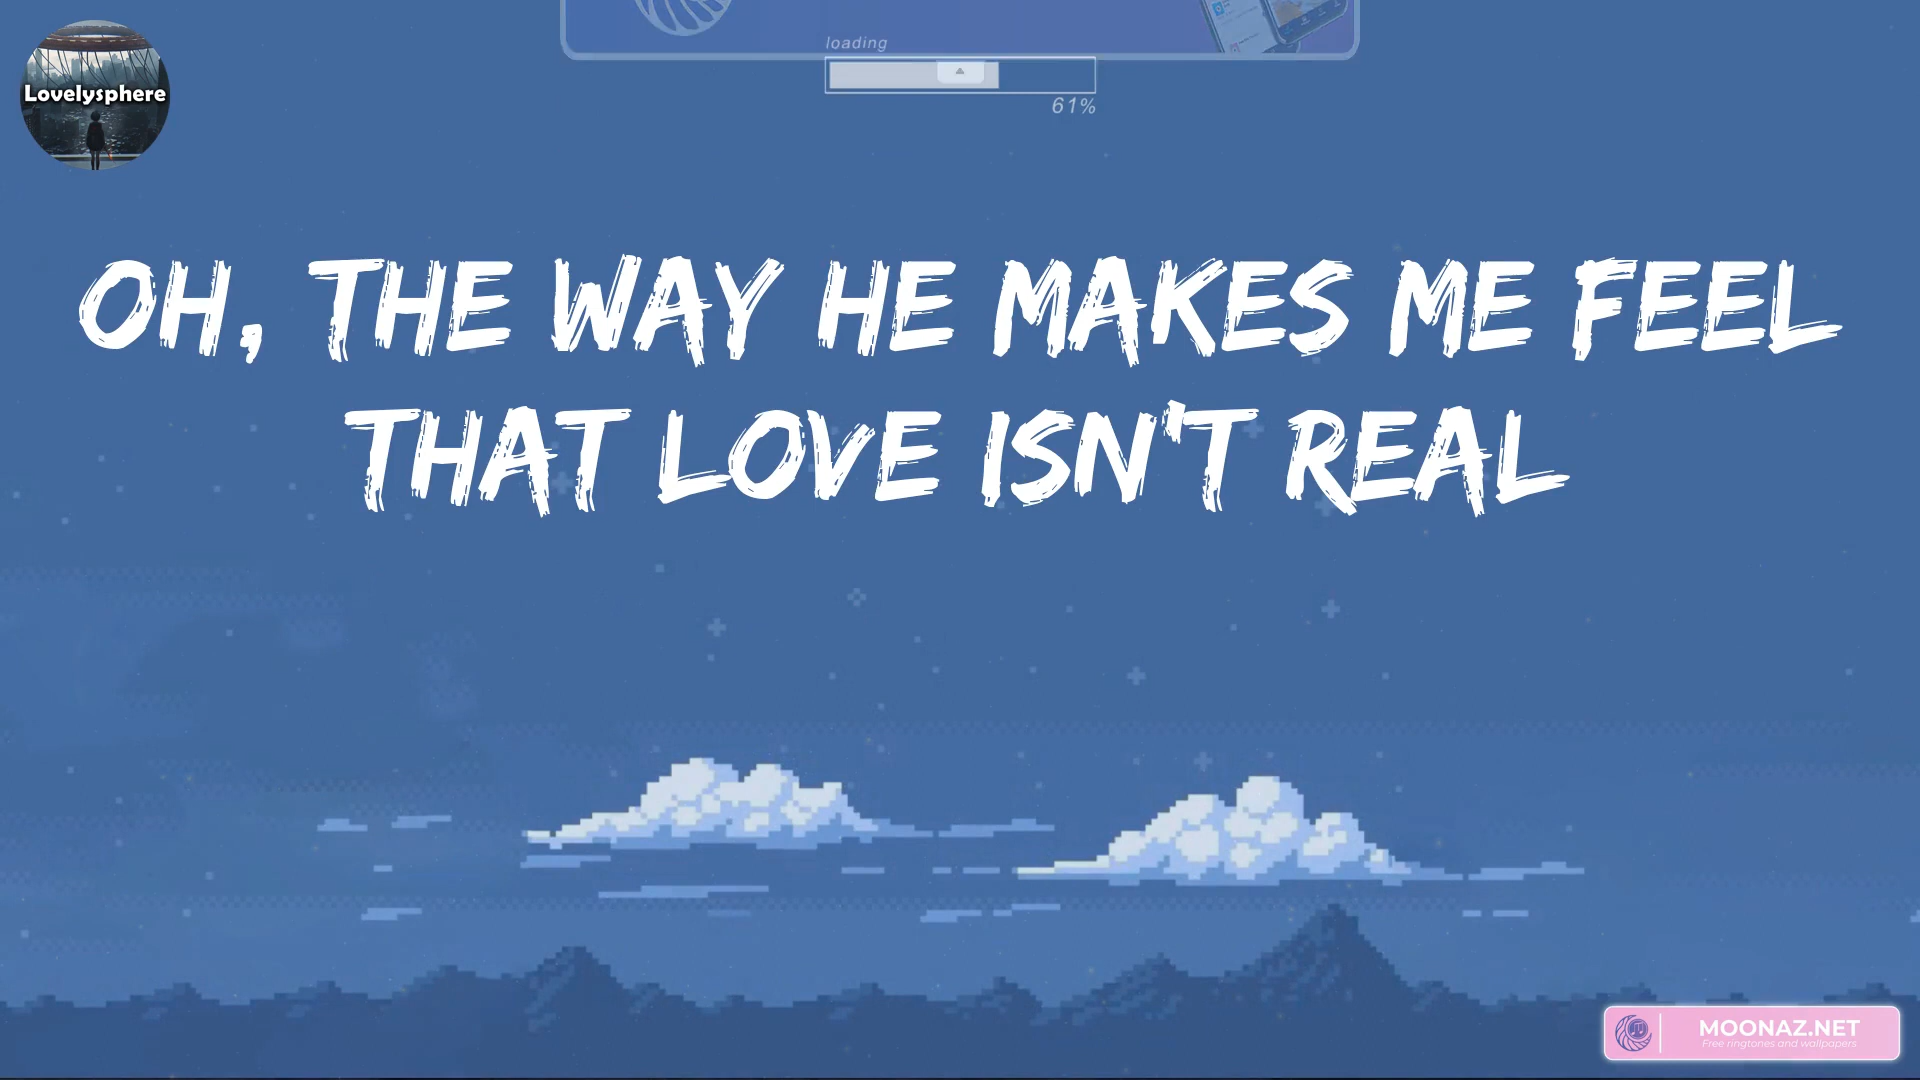 loading
61%
Lovelysphere
OH, THE WAY HE MAKES ME FEEL
THAT LOVE ISN'T REAL
MOONAZ.NET
Free ringtones and wallpapers